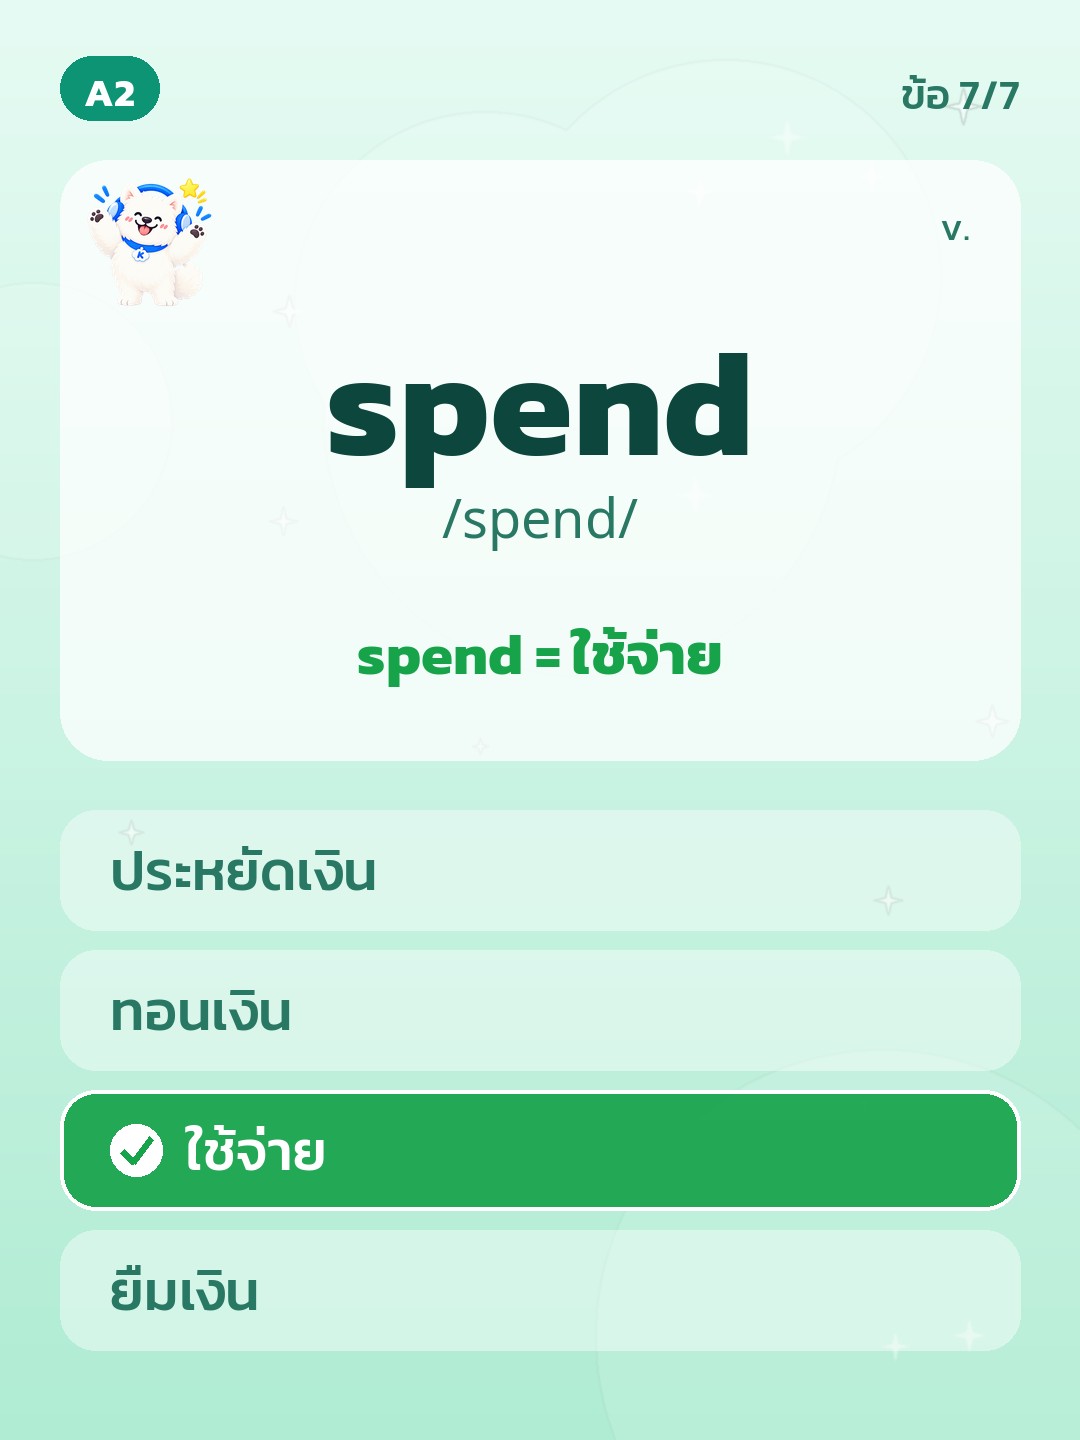 A2
ข้อ 7/7
v.
K
spend
/spend/
spend = ใช้จ่าย
ประหยัดเงิน
ทอนเงิน
ใช้จ่าย
ยืมเงิน